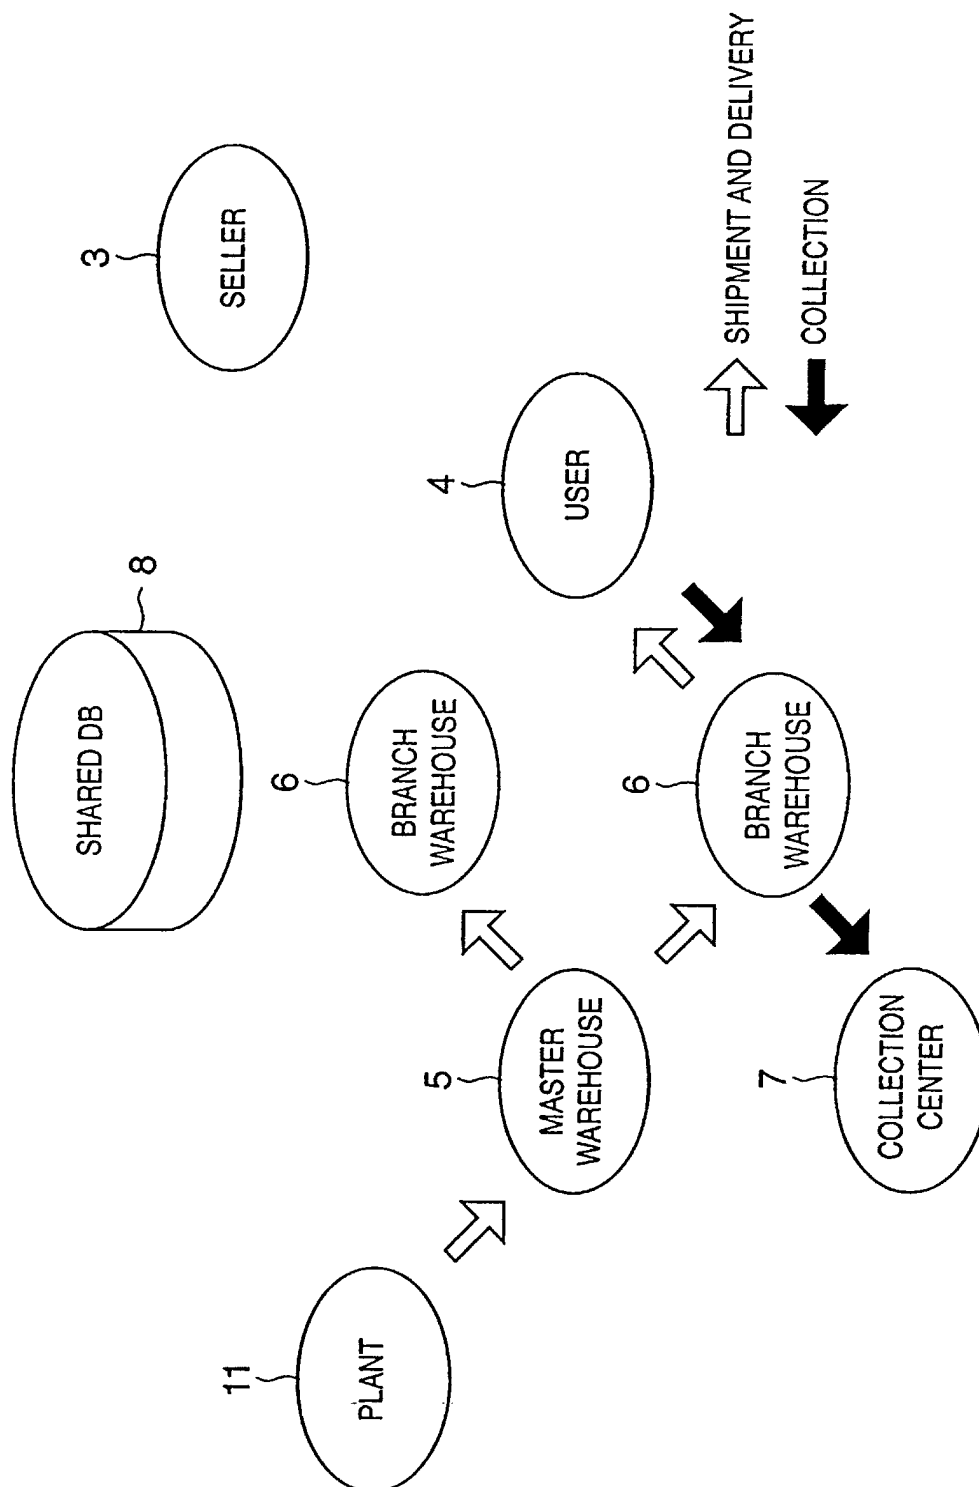 SHARED DB
8
3
SELLER
11
PLANT
5
MASTER
WAREHOUSE
6
BRANCH
WAREHOUSE
4
USER
6
BRANCH
WAREHOUSE
7
COLLECTION
CENTER
SHIPMENT AND DELIVERY
COLLECTION